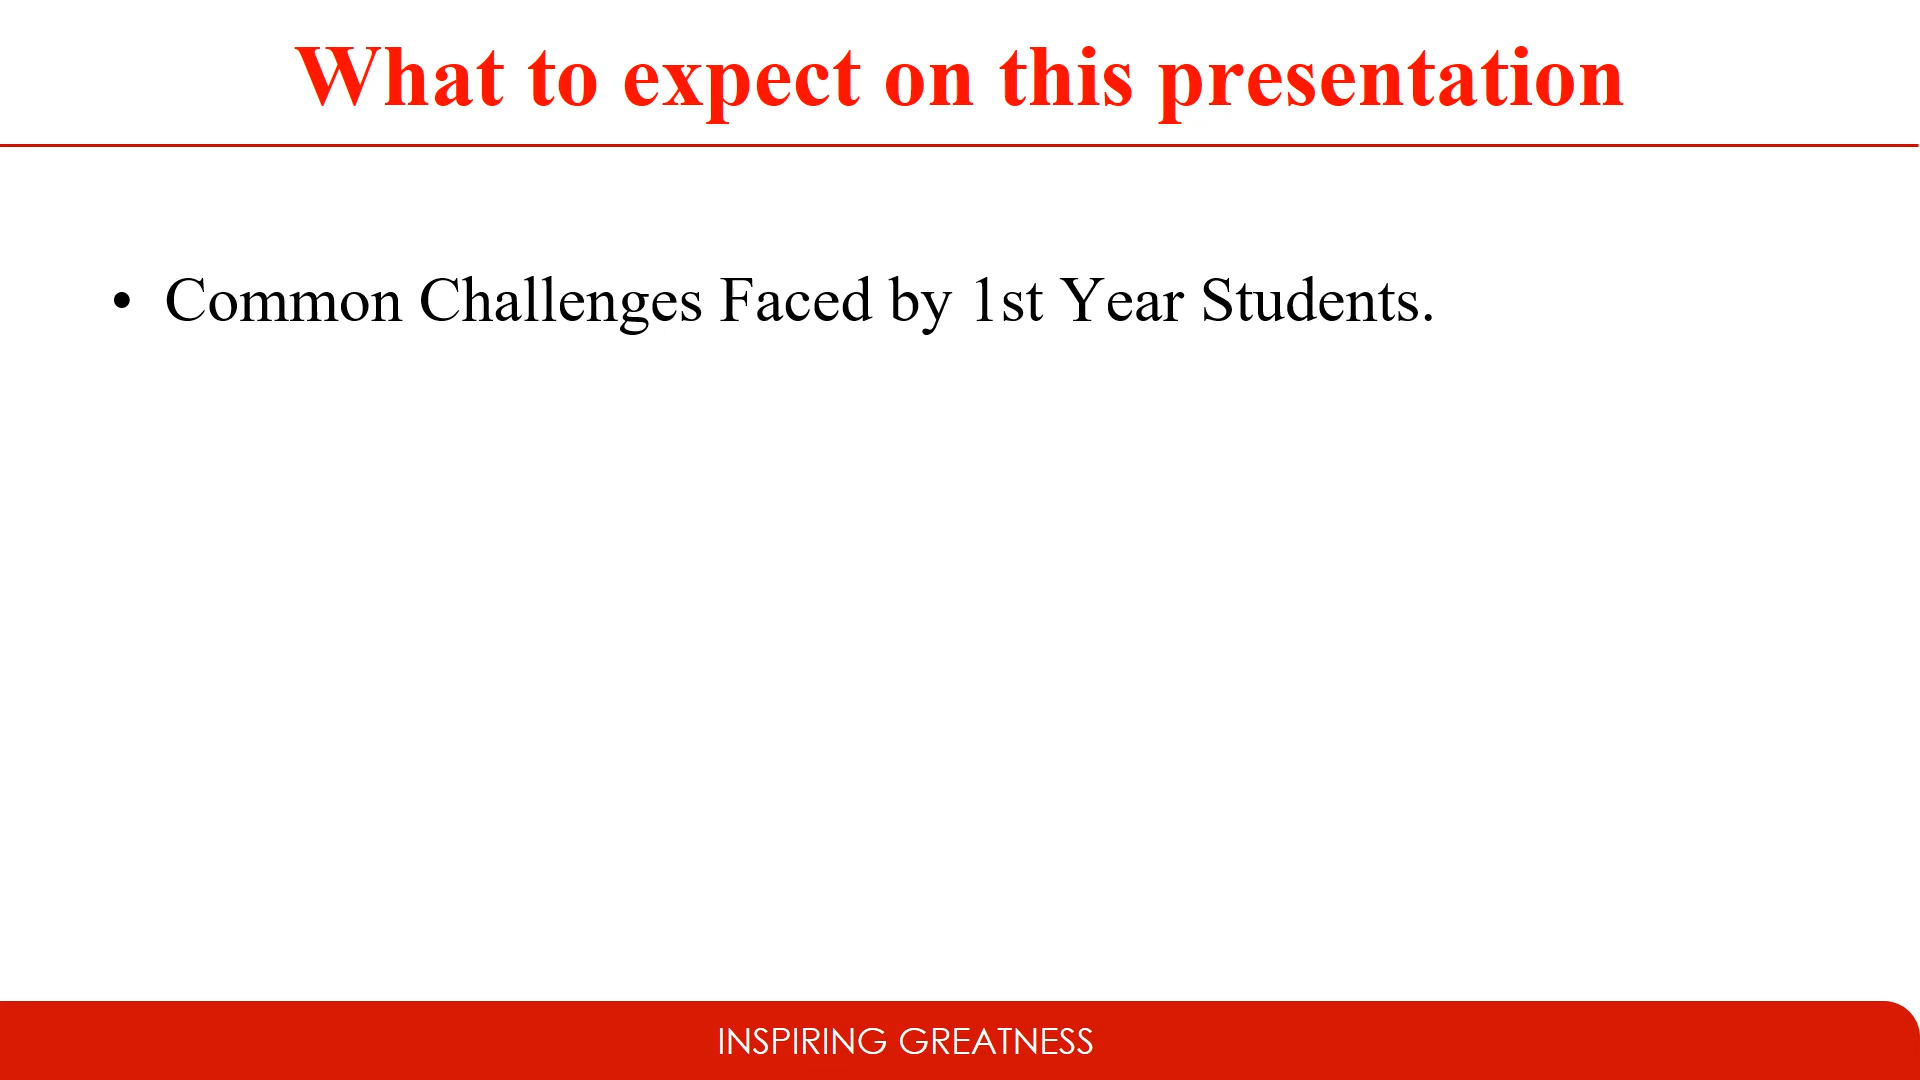 What to expect on this presentation
• Common Challenges Faced by 1st Year Students.
INSPIRING GREATNESS